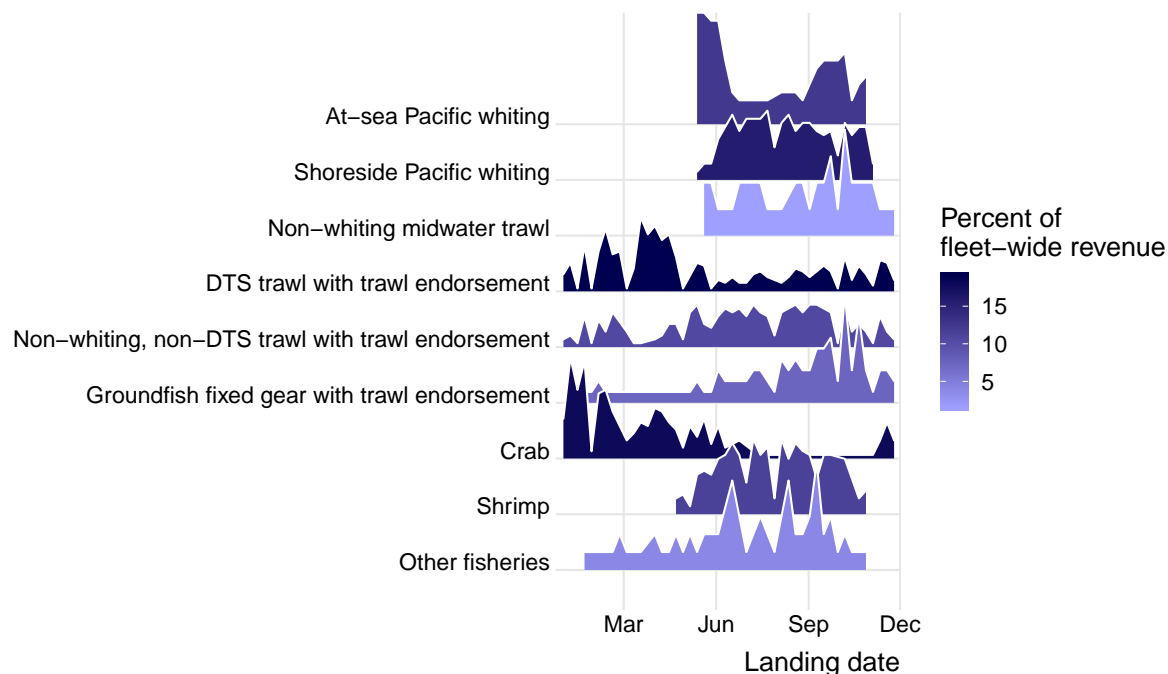 At−sea Pacific whiting
Shoreside Pacific whiting
Non−whiting midwater trawl
DTS trawl with trawl endorsement
Non−whiting, non−DTS trawl with trawl endorsement
Groundfish fixed gear with trawl endorsement
Crab
Shrimp
Other fisheries
Mar Jun Sep Dec
Landing date
Percent of
fleet−wide revenue
15
10
5